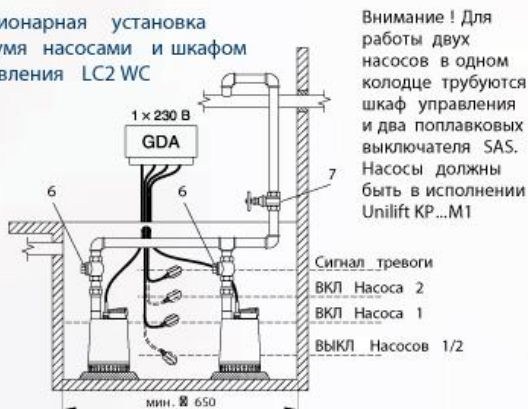 ционарная установка
умя насосами и шкафом
вления LC2 WC
Внимание ! Для
работы двух
насосов в одном
колодце трубуются
шкаф управления
и два поплавковых
выключателя SAS.
Насосы должны
быть в исполнении
Unilift KP...M1
1 × 230 В
GDA
6
6
7
Сигнал тревоги
ВКЛ Насоса 2
ВКЛ Насоса 1
ВЫКЛ Насосов 1/2
мин. 650